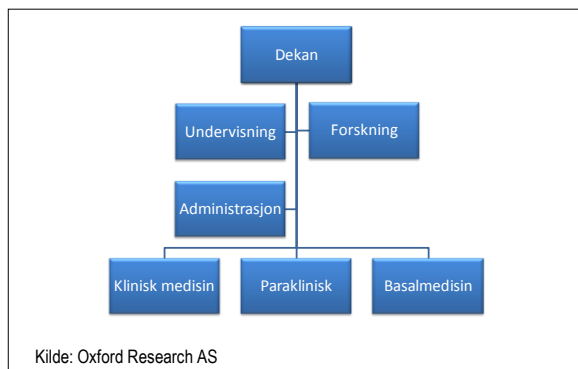 Dekan
Undervisning
Forskning
Administrasjon
Klinisk medisin
Paraklinisk
Basalmedisin
Kilde: Oxford Research AS